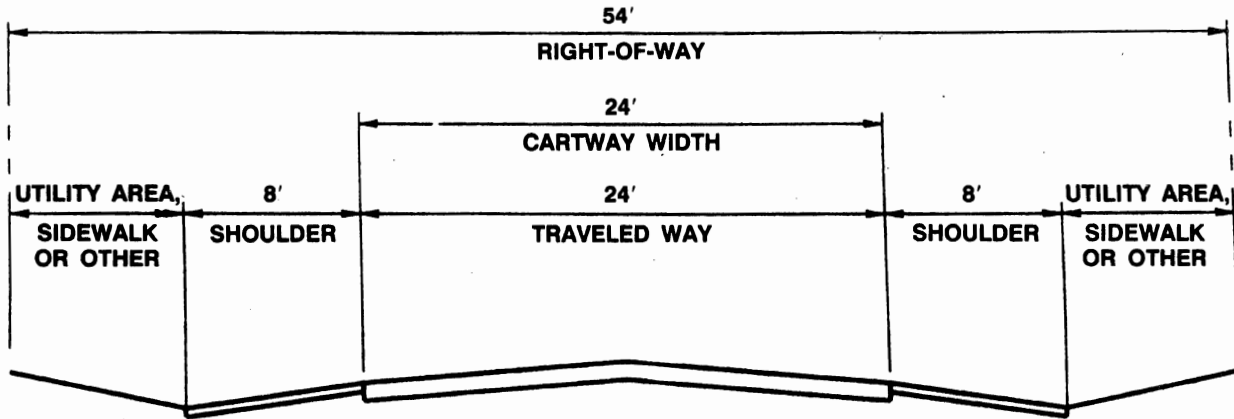 54′
RIGHT-OF-WAY
24′
CARTWAY WIDTH
UTILITY AREA,
SIDEWALK
OR OTHER
8′
SHOULDER
24′
TRAVELED WAY
8′
SHOULDER
UTILITY AREA,
SIDEWALK
OR OTHER